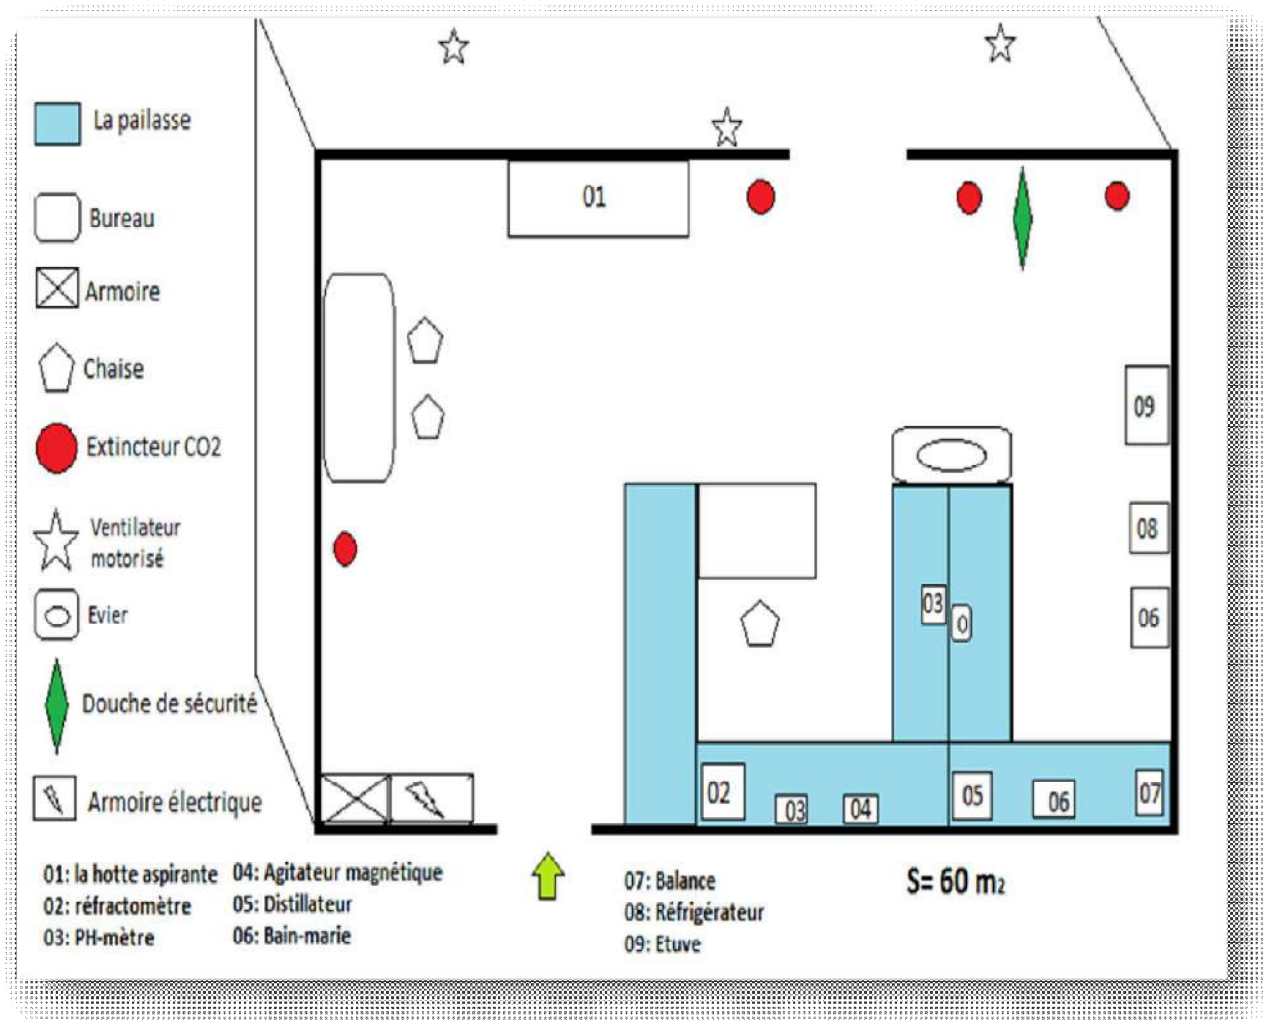 La pailasse
Bureau
Armoire
Chaise
Extincteur CO2
Ventilateur
motorisé
Evier
Douche de sécurité
Armoire électrique
01
09
08
03
O
06
02
03
04
05
06
07
01: la hotte aspirante
02: réfractomètre
03: PH-mètre
04: Agitateur magnétique
05: Distillateur
06: Bain-marie
07: Balance
08: Réfrigérateur
09: Etuve
S= 60 m2